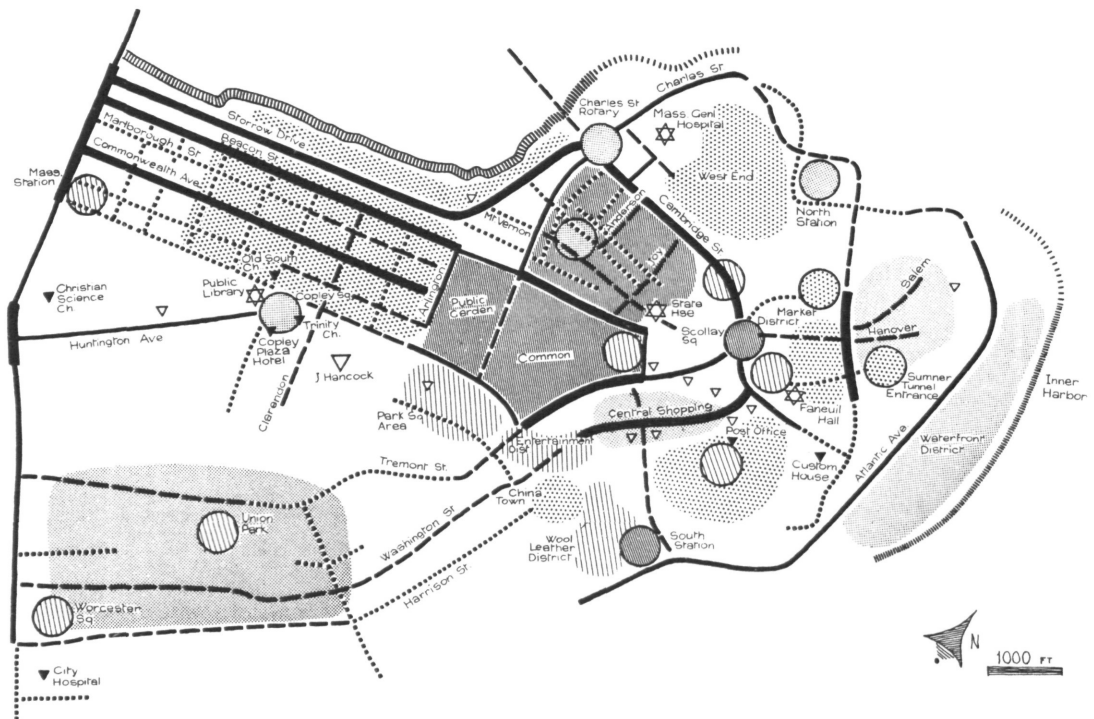 Charles St
Charles St
Rotary
Mass. Genl
Hospital
West End
North
Station
Storrow Drive
Beacon St.
Marlborough St
Commonwealth Ave
Mass.
Station
Mt Vernon
Anderson
Joy
Cambridge St
State
Hse
Scollay
Sq
Market
District
Salem
Hanover
Sumner
Tunnel
Entrance
Faneuil
Hall
Inner
Harbor
Waterfront
District
Atlantic Ave
Custom
House
Post Office
Central Shopping
Common
Public
Garden
Arlington
Old South
Ch.
Public
Library
Copley Sq
Trinity
Ch.
Copley
Plaza
Hotel
Christian
Science
Ch.
Huntington Ave
Clarendon
J Hancock
Park Sq
Area
Entertainment
Dist
Tremont St.
China
Town
Washington St
Harrison St.
Wool
Leather
District
South
Station
Union
Park
Worcester
Sq
City
Hospital
N
1000 FT